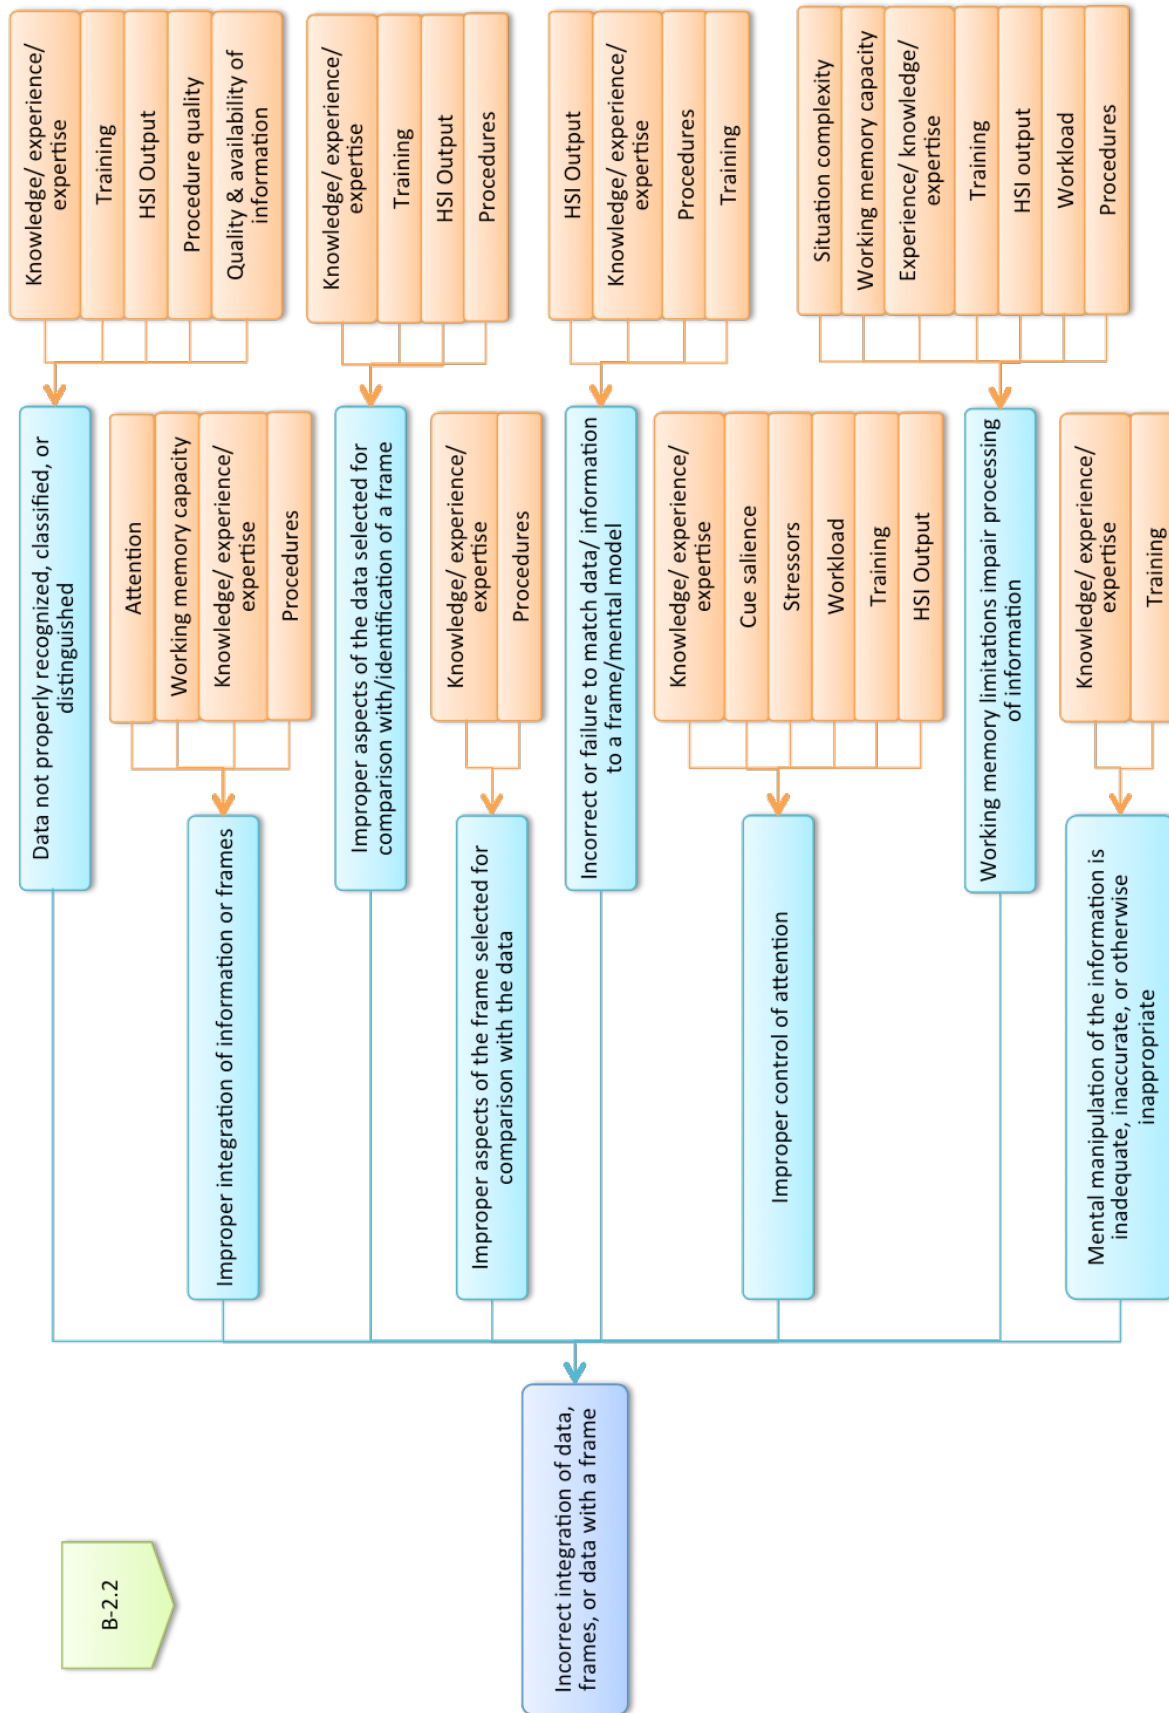 B-2.2
Incorrect integration of data,
frames, or data with a frame
Data not properly recognized, classified, or
distinguished
Knowledge/ experience/
expertise
Training
HSI Output
Procedure quality
Quality & availability of
information
Improper integration of information or frames
Attention
Working memory capacity
Knowledge/ experience/
expertise
Procedures
Improper aspects of the data selected for
comparison with/identification of a frame
Knowledge/ experience/
expertise
Training
HSI Output
Procedures
Improper aspects of the frame selected for
comparison with the data
Knowledge/ experience/
expertise
Procedures
Incorrect or failure to match data/ information
to a frame/mental model
HSI Output
Knowledge/ experience/
expertise
Procedures
Training
Improper control of attention
Knowledge/ experience/
expertise
Cue salience
Stressors
Workload
Training
HSI Output
Working memory limitations impair processing
of information
Situation complexity
Working memory capacity
Experience/ knowledge/
expertise
Training
HSI output
Workload
Procedures
Mental manipulation of the information is
inadequate, inaccurate, or otherwise
inappropriate
Knowledge/ experience/
expertise
Training